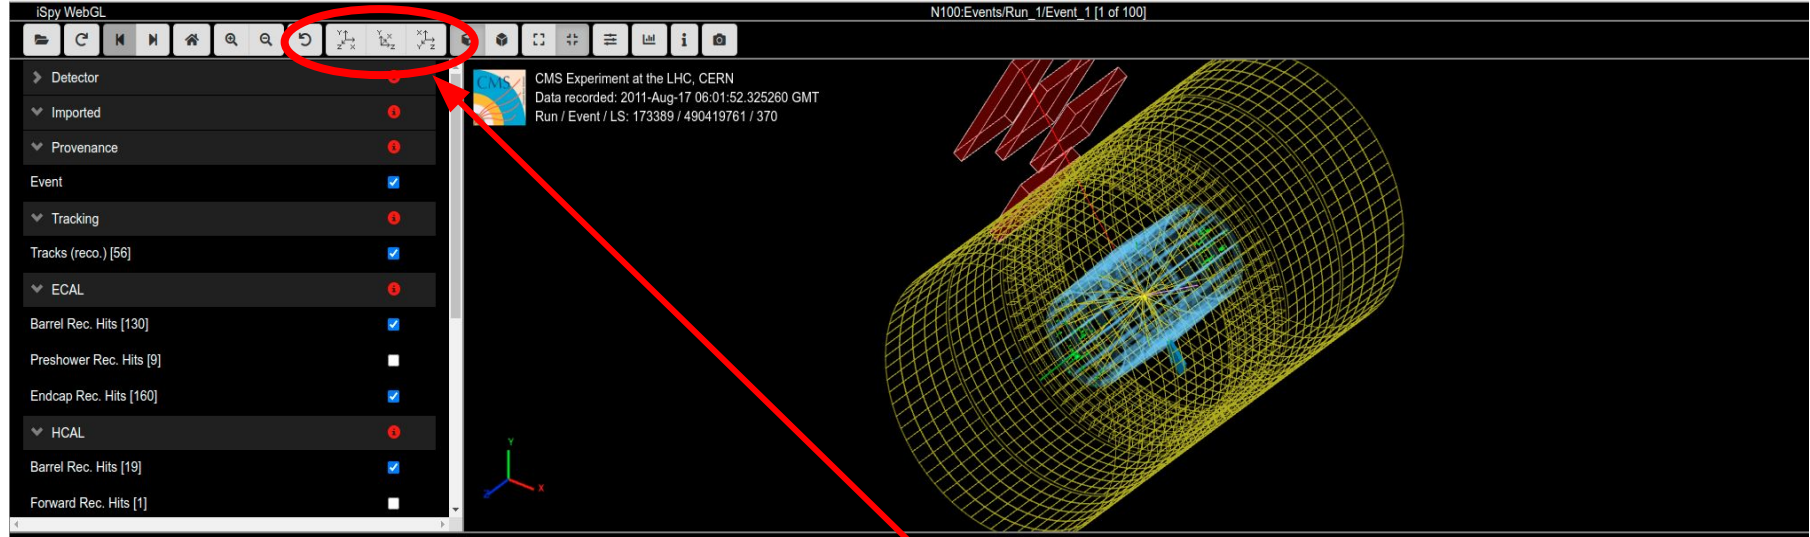 iSpy WebGL
N100:Events/Run_1/Event_1 [1 of 100]
Detector
Imported
Provenance
Event
Tracking
Tracks (reco.) [56]
ECAL
Barrel Rec. Hits [130]
Preshower Rec. Hits [9]
Endcap Rec. Hits [160]
HCAL
Barrel Rec. Hits [19]
Forward Rec. Hits [1]
CMS
CMS Experiment at the LHC, CERN
Data recorded: 2011-Aug-17 06:01:52.325260 GMT
Run / Event / LS: 173389 / 490419761 / 370
Y
Z
X